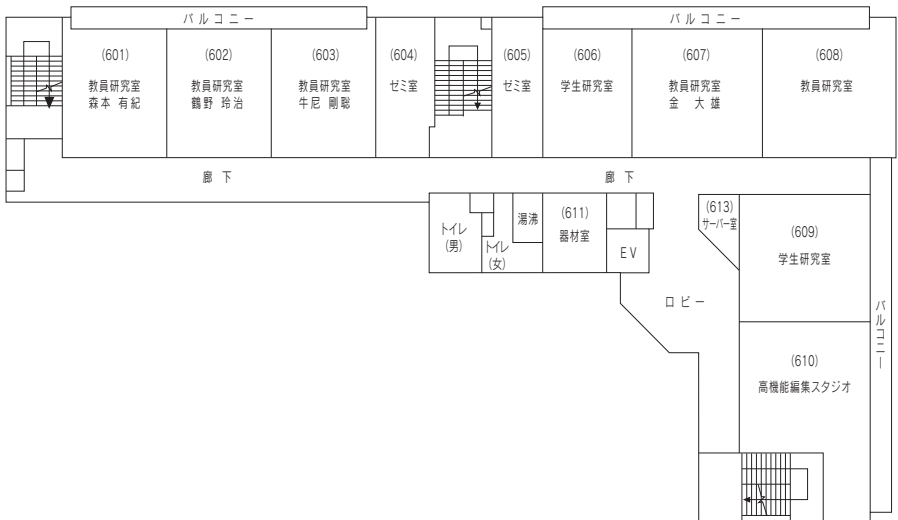 バルコニー
バルコニー
(601)
教員研究室
森本 有紀
(602)
教員研究室
鶴野 玲治
(603)
教員研究室
牛尼 剛聡
(604)
ゼミ室
(605)
ゼミ室
(606)
学生研究室
(607)
教員研究室
金 大雄
(608)
教員研究室
廊下
廊下
トイレ
(男)
トイレ
(女)
湯沸
(611)
器材室
EV
(613)
サーバー室
(609)
学生研究室
ロビー
バルコニー
(610)
高機能編集スタジオ